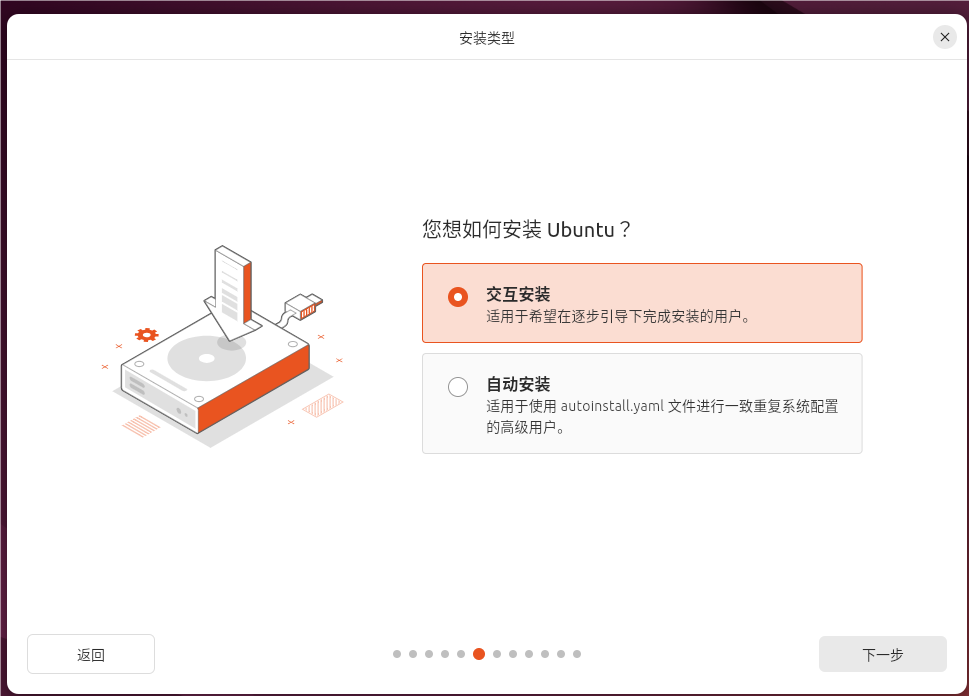 安装类型
您想如何安装 Ubuntu？
交互安装
适用于希望在逐步引导下完成安装的用户。
自动安装
适用于使用 autoinstall.yaml 文件进行一致重复系统配置
的高级用户。
返回
下一步